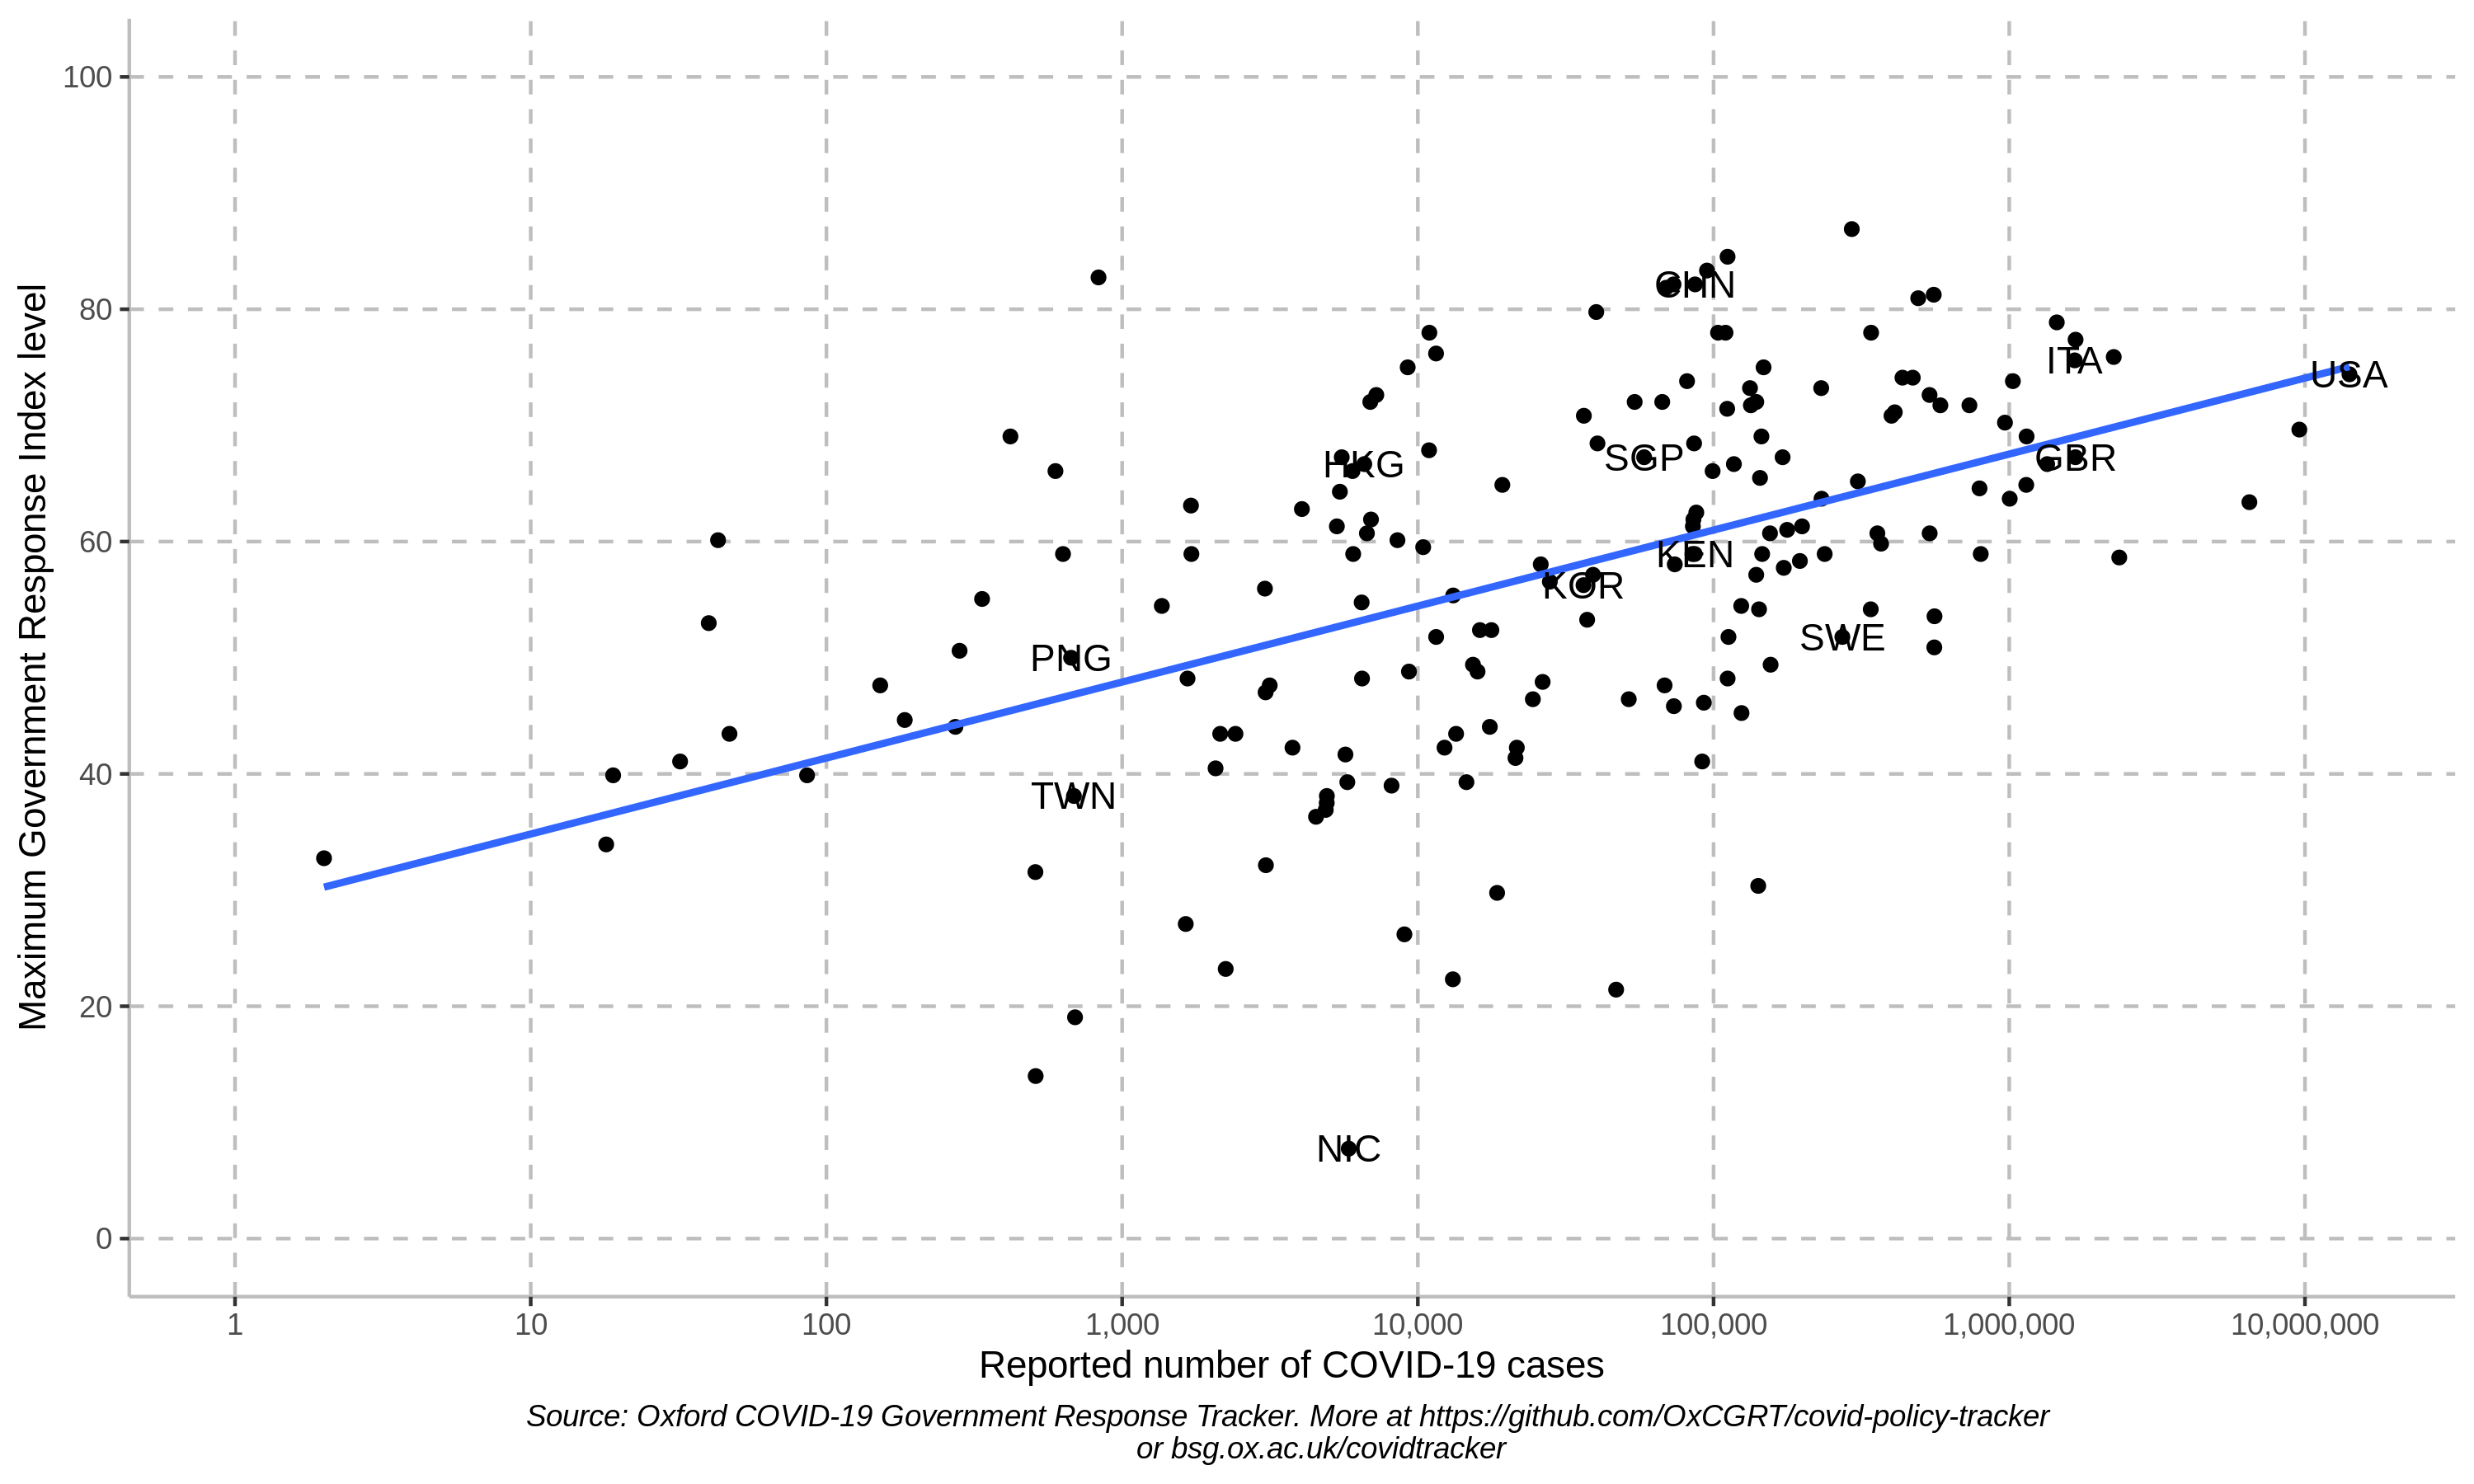 100
80
60
40
20
0
Maximum Government Response Index level
CHN
ITA
USA
HKG
SGP
GBR
KEN
KOR
SWE
PNG
TWN
NIC
1
10
100
1,000
10,000
100,000
1,000,000
10,000,000
Reported number of COVID-19 cases
Source: Oxford COVID-19 Government Response Tracker. More at https://github.com/OxCGRT/covid-policy-tracker
or bsg.ox.ac.uk/covidtracker